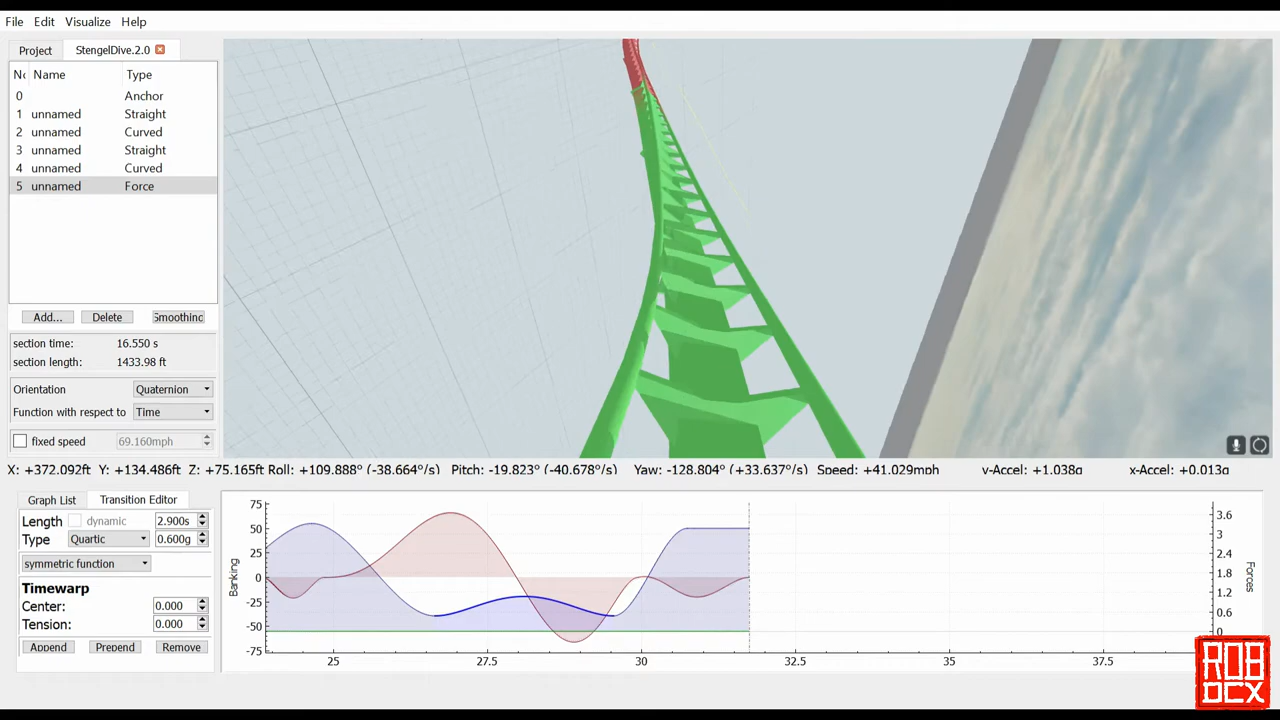 File Edit Visualize Help
Project StengelDive.2.0
Name Type
0 Anchor
1 unnamed Straight
2 unnamed Curved
3 unnamed Straight
4 unnamed Curved
5 unnamed Force
Add... Delete Smoothing
section time: 16.550 s
section length: 1433.98 ft
Orientation Quaternion
Function with respect to Time
fixed speed 69.160mph
X: +372.092ft Y: +134.486ft Z: +75.165ft Roll: +109.888° (-38.664°/s) Pitch: -19.823° (-40.678°/s) Yaw: -128.804° (+33.637°/s) Speed: +41.029mph v-Accel: +1.038g x-Accel: +0.013g
Graph List Transition Editor
Length dynamic 2.900s
Type Quartic 0.600g
symmetric function
Timewarp
Center: 0.000
Tension: 0.000
Append Prepend Remove
Banking
75
50
25
0
-25
-50
-75
25 27.5 30 32.5 35 37.5
3.6
3
2.4
1.8
1.2
0.6
0
Forces
ROB
DCX